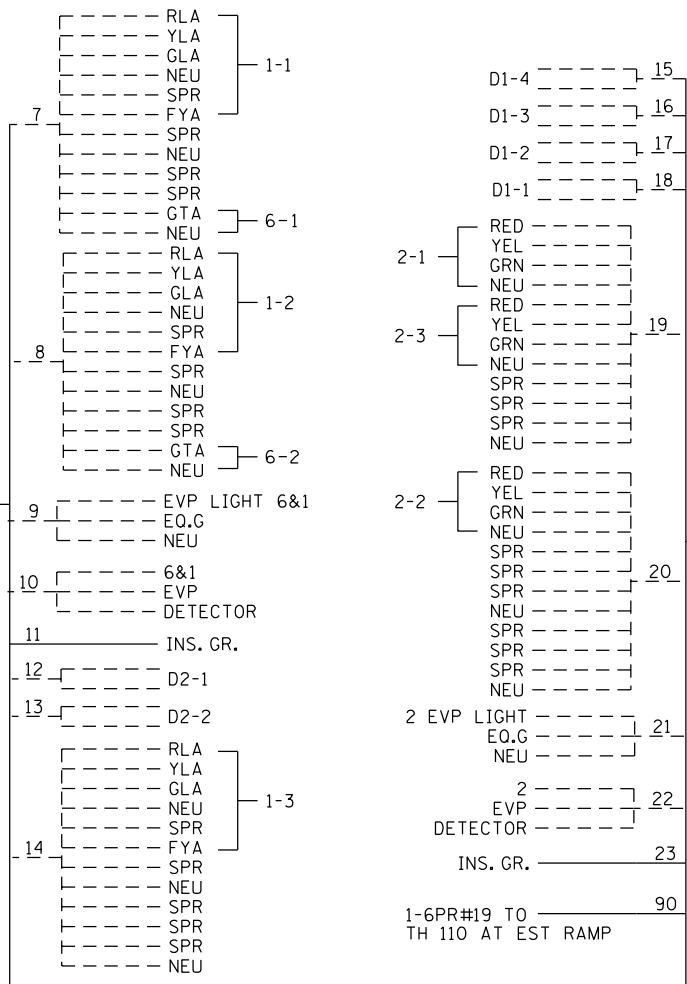 RLA
YLA
GLA
NEU
SPR
FYA
SPR
NEU
SPR
SPR
GTA
NEU
1-1
6-1
7
RLA
YLA
GLA
NEU
SPR
FYA
SPR
NEU
SPR
SPR
GTA
NEU
1-2
6-2
8
9
EVP LIGHT 6&1
EQ.G
NEU
10
6&1
EVP
DETECTOR
11
INS. GR.
12
D2-1
13
D2-2
RLA
YLA
GLA
NEU
SPR
FYA
SPR
NEU
SPR
SPR
SPR
NEU
1-3
14
D1-4 15
D1-3 16
D1-2 17
D1-1 18
2-1
2-3
RED
YEL
GRN
NEU
RED
YEL
GRN
NEU
SPR
SPR
SPR
NEU
19
2-2
RED
YEL
GRN
NEU
SPR
SPR
SPR
NEU
SPR
SPR
SPR
NEU
20
2 EVP LIGHT
EQ.G
NEU
21
2
EVP
DETECTOR
22
INS. GR. 23
1-6PR#19 TO 90
TH 110 AT EST RAMP